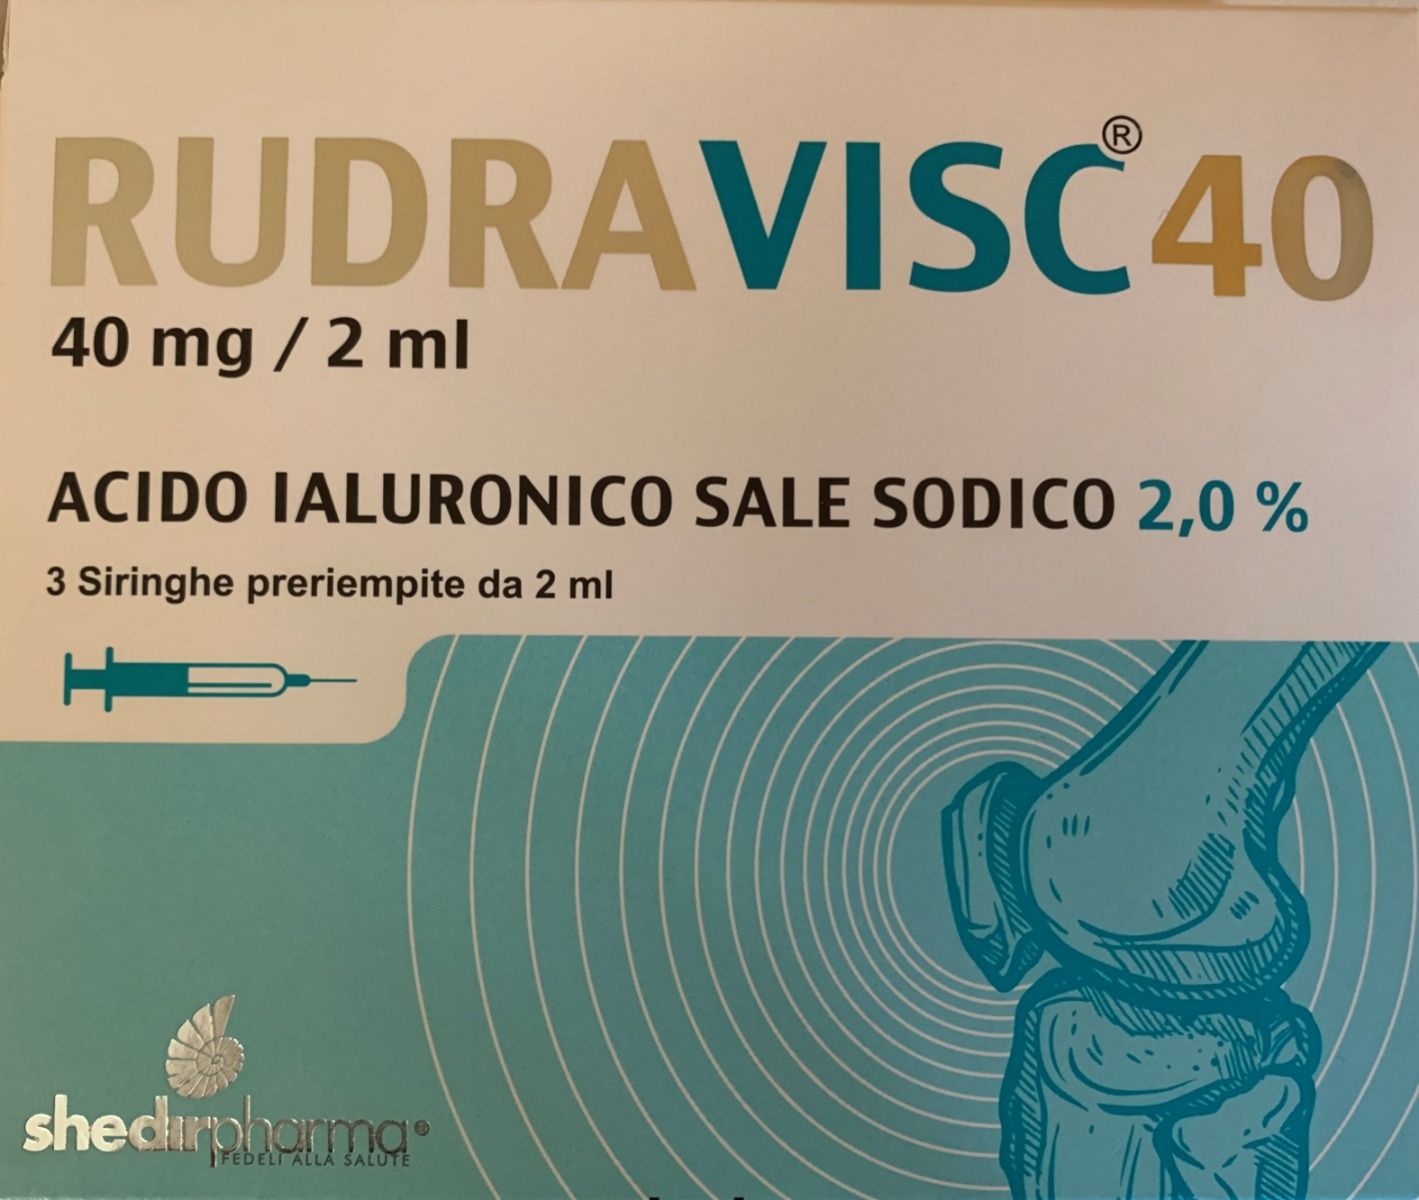 RUDRAVISC® 40
40 mg / 2 ml
ACIDO IALURONICO SALE SODICO 2,0 %
3 Siringhe preriempite da 2 ml
shedirpharma®
FEDELI ALLA SALUTE